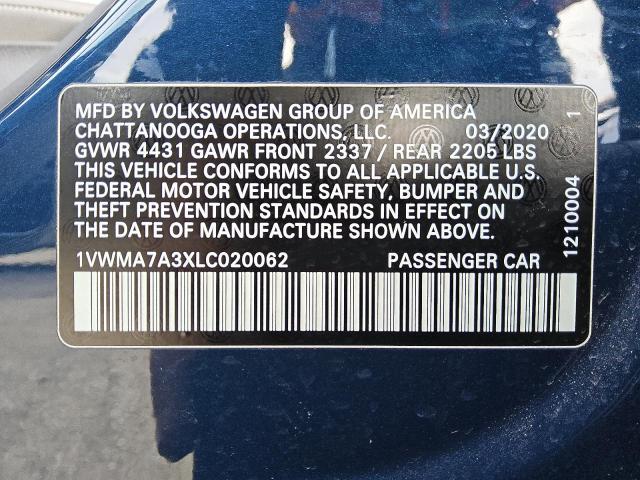 MFD BY VOLKSWAGEN GROUP OF AMERICA
CHATTANOOGA OPERATIONS, LLC. 03/2020
GVWR 4431 GAWR FRONT 2337 / REAR 2205 LBS
THIS VEHICLE CONFORMS TO ALL APPLICABLE U.S.
FEDERAL MOTOR VEHICLE SAFETY, BUMPER AND
THEFT PREVENTION STANDARDS IN EFFECT ON
THE DATE OF MANUFACTURE SHOWN ABOVE.
1VWMA7A3XLC020062 PASSENGER CAR
1210004 1